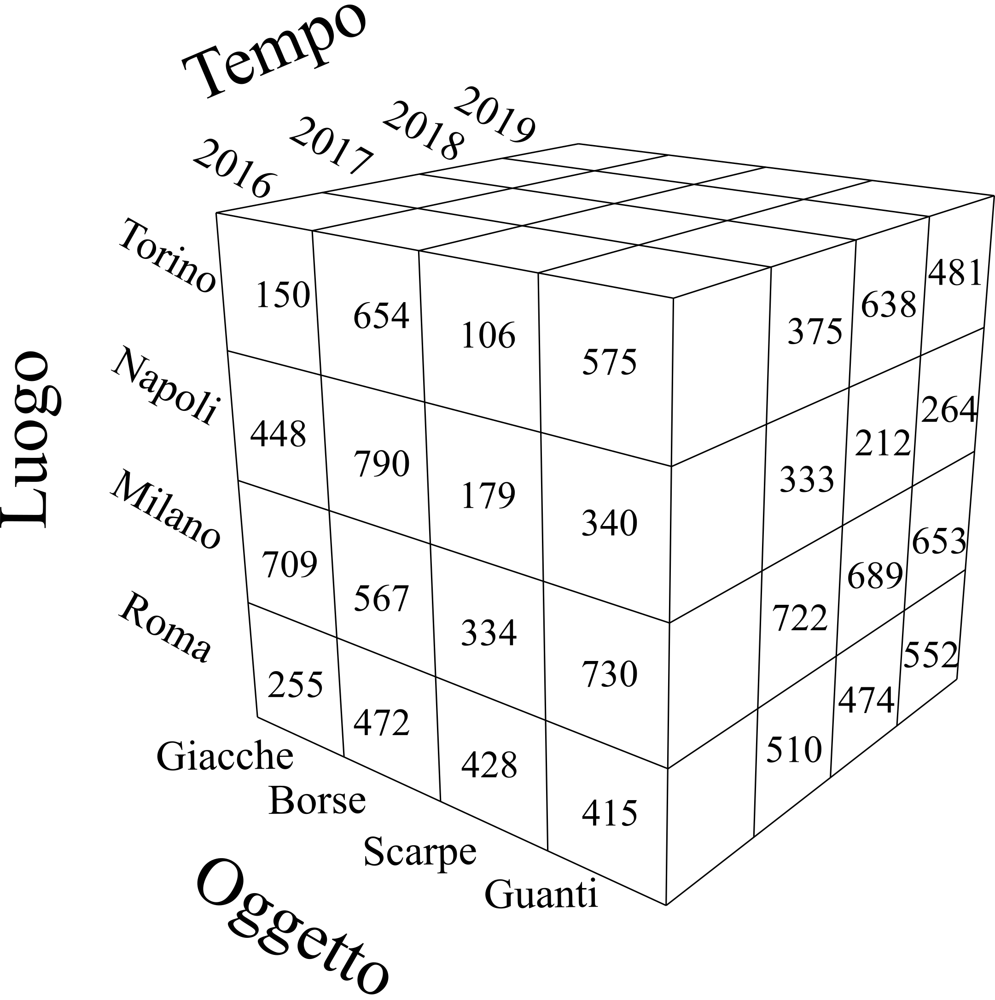 Tempo
2016
2017
2018
2019
Luogo
Torino
Napoli
Milano
Roma
150 654 106 575 375 638 481
448 790 179 340 333 212 264
709 567 334 730 722 689 653
255 472 428 415 510 474 552
Giacche
Borse
Scarpe
Guanti
Oggetto